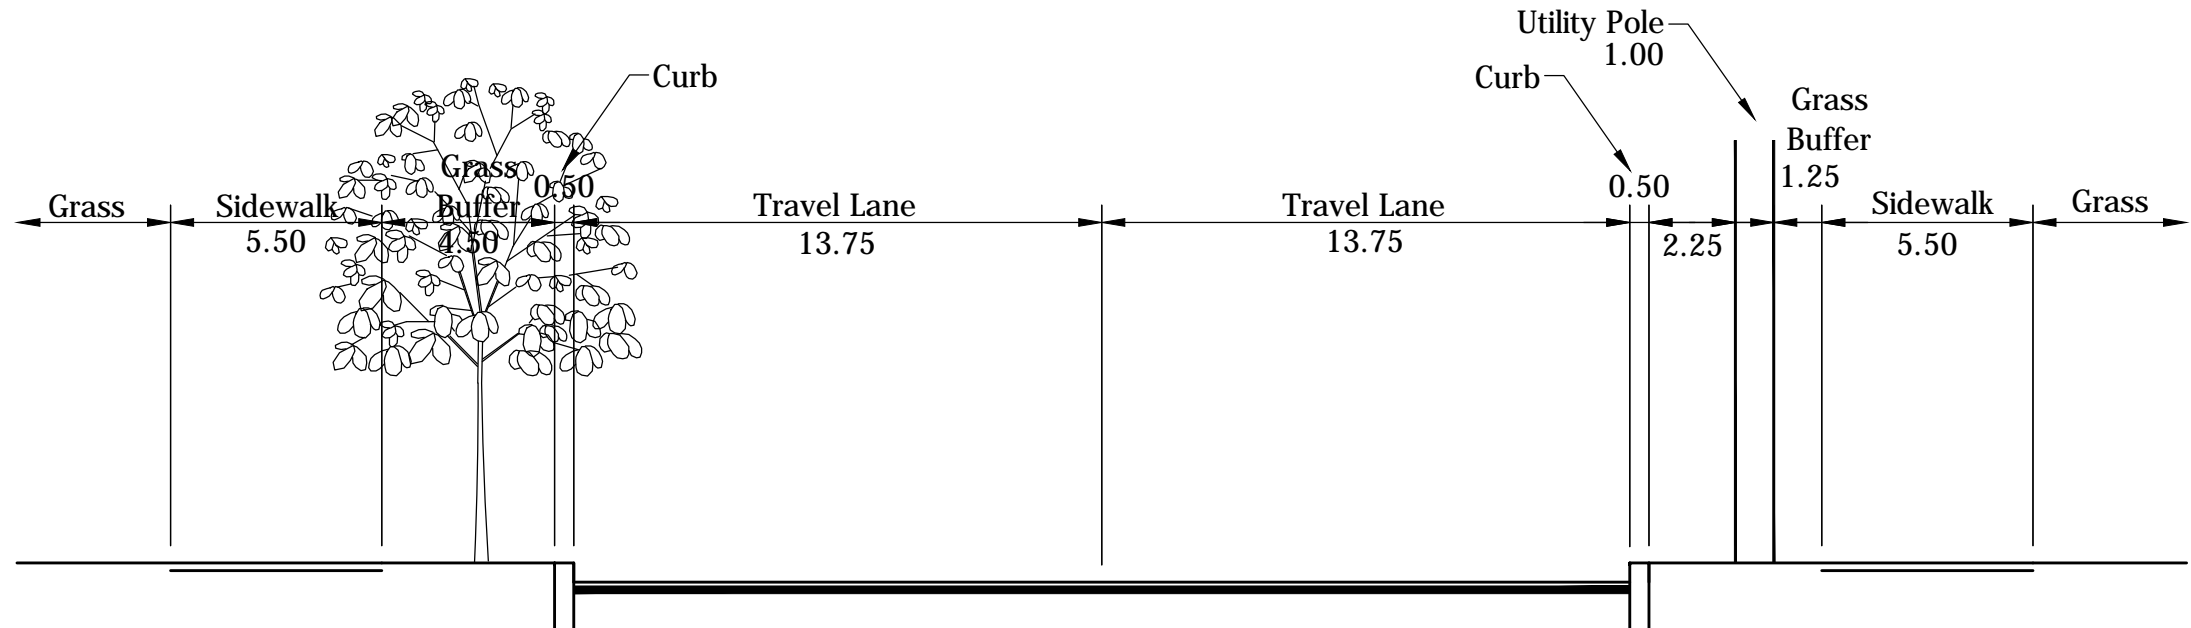 Utility Pole
1.00
Curb
Curb
Grass
Buffer
1.25
Grass
Buffer
4.50
0.50
0.50
Grass
Sidewalk
5.50
Travel Lane
13.75
Travel Lane
13.75
2.25
Sidewalk
5.50
Grass